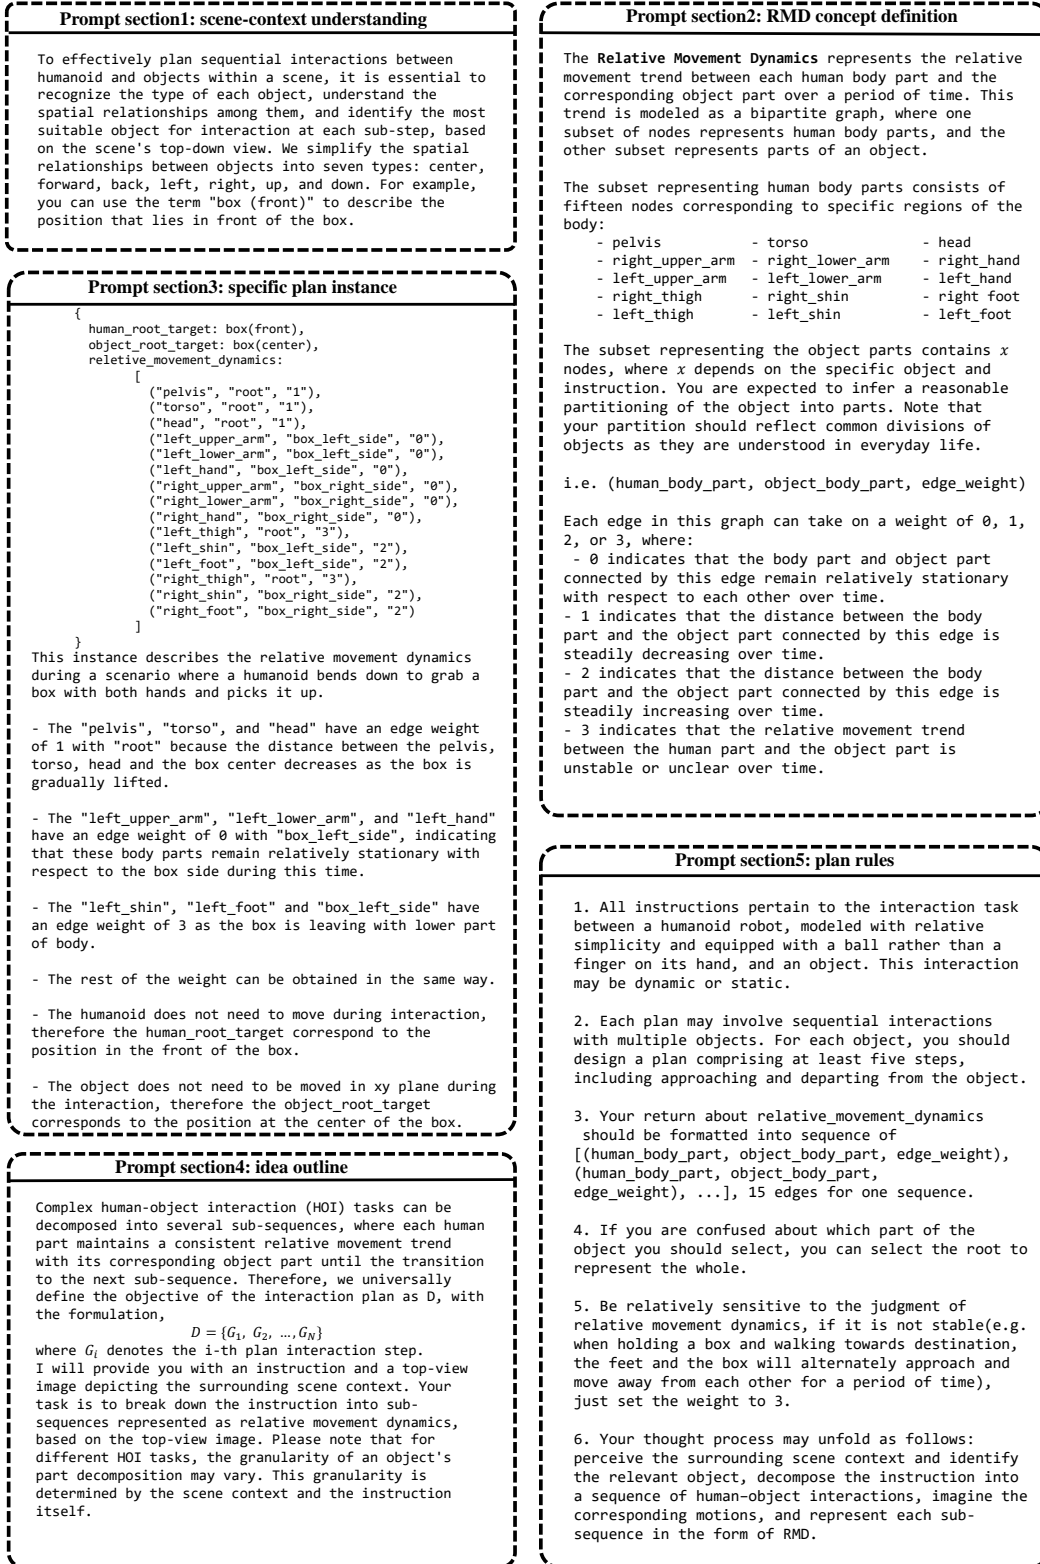 Prompt section1: scene-context understanding
To effectively plan sequential interactions between
humanoid and objects within a scene, it is essential to
recognize the type of each object, understand the
spatial relationships among them, and identify the most
suitable object for interaction at each sub-step, based
on the scene's top-down view. We simplify the spatial
relationships between objects into seven types: center,
forward, back, left, right, up, and down. For example,
you can use the term "box (front)" to describe the
position that lies in front of the box.
Prompt section2: RMD concept definition
The Relative Movement Dynamics represents the relative
movement trend between each human body part and the
corresponding object part over a period of time. This
trend is modeled as a bipartite graph, where one
subset of nodes represents human body parts, and the
other subset represents parts of an object.
The subset representing human body parts consists of
fifteen nodes corresponding to specific regions of the
body:
- pelvis - torso - head
- right_upper_arm - right_lower_arm - right_hand
- left_upper_arm - left_lower_arm - left_hand
- right_thigh - right_shin - right foot
- left_thigh - left_shin - left_foot
The subset representing the object parts contains x
nodes, where x depends on the specific object and
instruction. You are expected to infer a reasonable
partitioning of the object into parts. Note that
your partition should reflect common divisions of
objects as they are understood in everyday life.
i.e. (human_body_part, object_body_part, edge_weight)
Each edge in this graph can take on a weight of 0, 1,
2, or 3, where:
- 0 indicates that the body part and object part
connected by this edge remain relatively stationary
with respect to each other over time.
- 1 indicates that the distance between the body
part and the object part connected by this edge is
steadily decreasing over time.
- 2 indicates that the distance between the body
part and the object part connected by this edge is
steadily increasing over time.
- 3 indicates that the relative movement trend
between the human part and the object part is
unstable or unclear over time.
Prompt section3: specific plan instance
{
human_root_target: box(front),
object_root_target: box(center),
reletive_movement_dynamics:
[
("pelvis", "root", "1"),
("torso", "root", "1"),
("head", "root", "1"),
("left_upper_arm", "box_left_side", "0"),
("left_lower_arm", "box_left_side", "0"),
("left_hand", "box_left_side", "0"),
("right_upper_arm", "box_right_side", "0"),
("right_lower_arm", "box_right_side", "0"),
("right_hand", "box_right_side", "0"),
("left_thigh", "root", "3"),
("left_shin", "box_left_side", "2"),
("left_foot", "box_left_side", "2"),
("right_thigh", "root", "3"),
("right_shin", "box_right_side", "2"),
("right_foot", "box_right_side", "2")
]
}
This instance describes the relative movement dynamics
during a scenario where a humanoid bends down to grab a
box with both hands and picks it up.
- The "pelvis", "torso", and "head" have an edge weight
of 1 with "root" because the distance between the pelvis,
torso, head and the box center decreases as the box is
gradually lifted.
- The "left_upper_arm", "left_lower_arm", and "left_hand"
have an edge weight of 0 with "box_left_side", indicating
that these body parts remain relatively stationary with
respect to the box side during this time.
- The "left_shin", "left_foot" and "box_left_side" have
an edge weight of 3 as the box is leaving with lower part
of body.
- The rest of the weight can be obtained in the same way.
- The humanoid does not need to move during interaction,
therefore the human_root_target correspond to the
position in the front of the box.
- The object does not need to be moved in xy plane during
the interaction, therefore the object_root_target
corresponds to the position at the center of the box.
Prompt section4: idea outline
Complex human-object interaction (HOI) tasks can be
decomposed into several sub-sequences, where each human
part maintains a consistent relative movement trend
with its corresponding object part until the transition
to the next sub-sequence. Therefore, we universally
define the objective of the interaction plan as D, with
the formulation,
D = {G₁, G₂, ...,G_N}
where G_i denotes the i-th plan interaction step.
I will provide you with an instruction and a top-view
image depicting the surrounding scene context. Your
task is to break down the instruction into sub-
sequences represented as relative movement dynamics,
based on the top-view image. Please note that for
different HOI tasks, the granularity of an object's
part decomposition may vary. This granularity is
determined by the scene context and the instruction
itself.
Prompt section5: plan rules
1. All instructions pertain to the interaction task
between a humanoid robot, modeled with relative
simplicity and equipped with a ball rather than a
finger on its hand, and an object. This interaction
may be dynamic or static.
2. Each plan may involve sequential interactions
with multiple objects. For each object, you should
design a plan comprising at least five steps,
including approaching and departing from the object.
3. Your return about relative_movement_dynamics
should be formatted into sequence of
[(human_body_part, object_body_part, edge_weight),
(human_body_part, object_body_part,
edge_weight), ...], 15 edges for one sequence.
4. If you are confused about which part of the
object you should select, you can select the root to
represent the whole.
5. Be relatively sensitive to the judgment of
relative movement dynamics, if it is not stable(e.g.
when holding a box and walking towards destination,
the feet and the box will alternately approach and
move away from each other for a period of time),
just set the weight to 3.
6. Your thought process may unfold as follows:
perceive the surrounding scene context and identify
the relevant object, decompose the instruction into
a sequence of human–object interactions, imagine the
corresponding motions, and represent each sub-
sequence in the form of RMD.